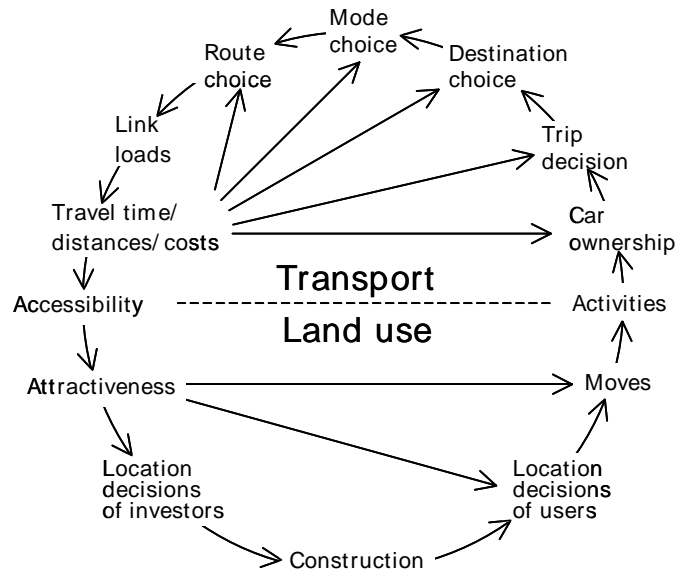 Mode
choice
Destination
choice
Route
choice
Link
loads
Trip
decision
Travel time/
distances/costs
Car
ownership
Transport
Accessibility
Activities
Land use
Attractiveness
Moves
Location
decisions
of investors
Location
decisions
of users
Construction